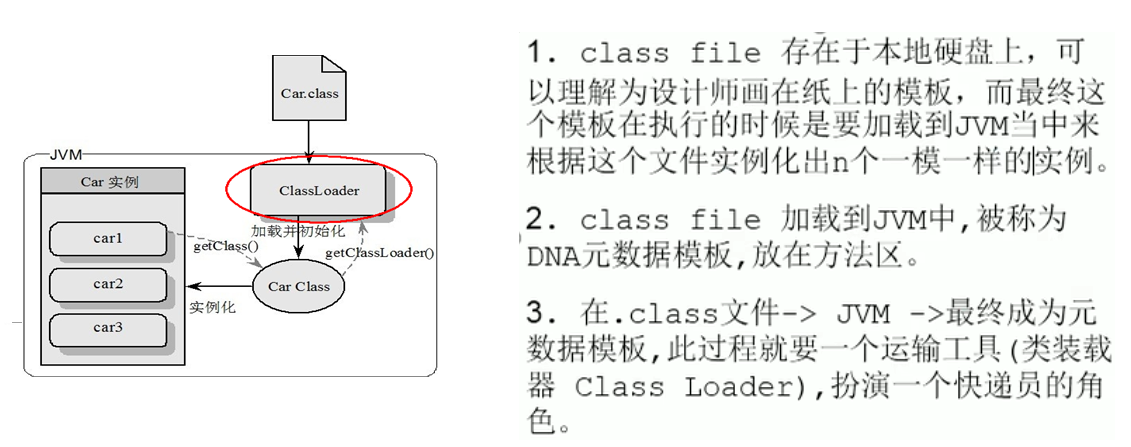 Car.class
JVM
Car 实例
ClassLoader
car1
加载并初始化
getClass()
getClassLoader()
car2
Car Class
实例化
car3
1. class file 存在于本地硬盘上，可
以理解为设计师画在纸上的模板，而最终这
个模板在执行的时候是要加载到JVM当中来
根据这个文件实例化出n个一模一样的实例。
2. class file 加载到JVM中,被称为
DNA元数据模板,放在方法区。
3. 在.class文件-> JVM ->最终成为元
数据模板,此过程就要一个运输工具(类装载
器 Class Loader),扮演一个快递员的角
色。